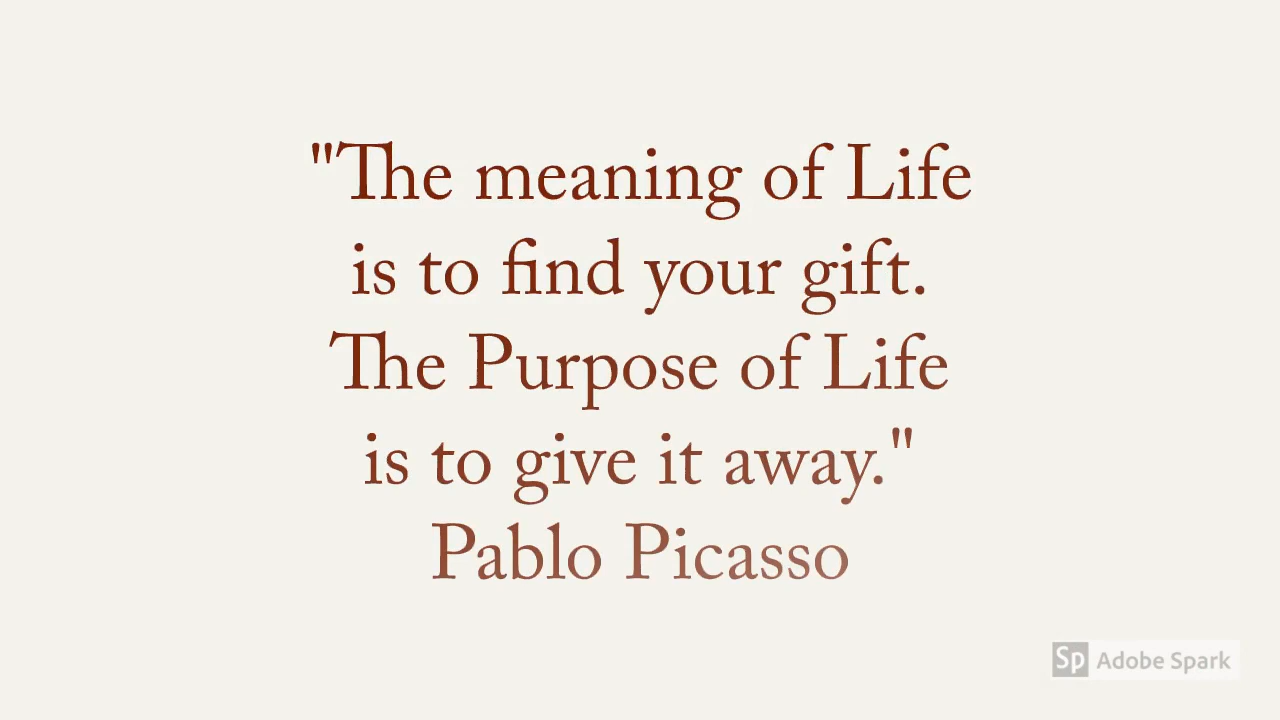 "The meaning of Life
is to find your gift.
The Purpose of Life
is to give it away."
Pablo Picasso
Sp Adobe Spark